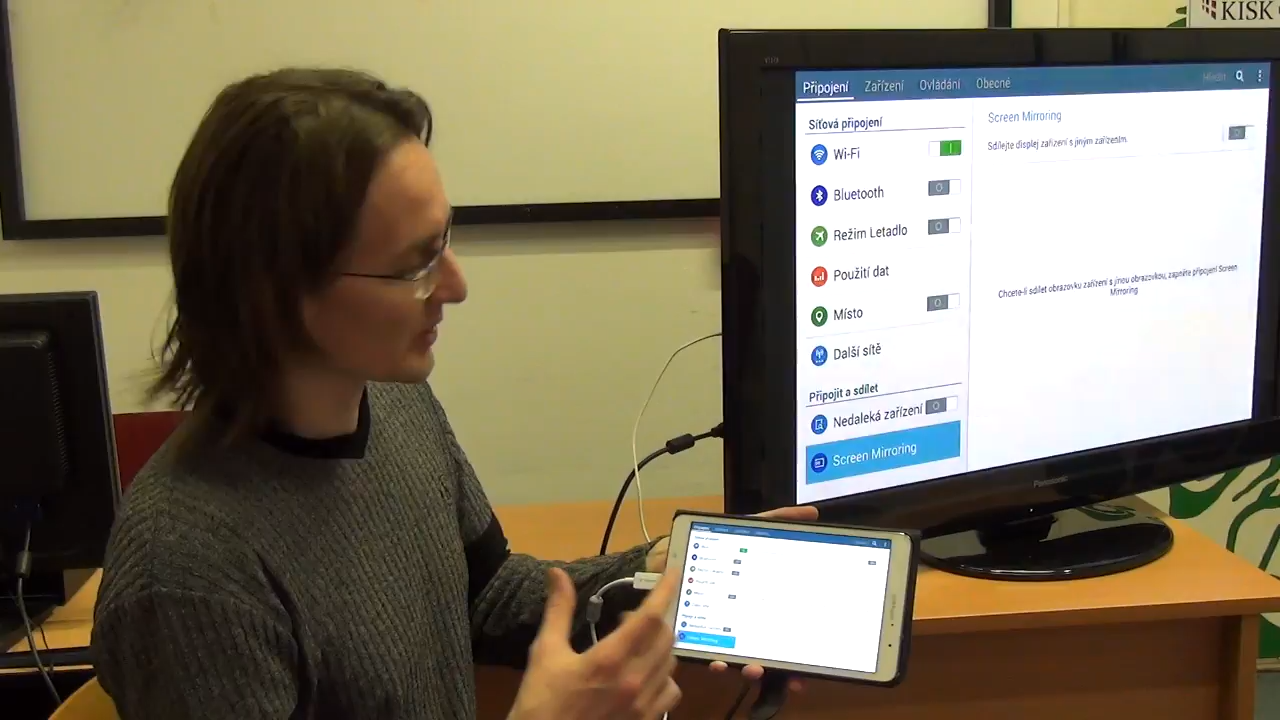 KISK
Připojení Zařízení Ovládání Obecné Hledat
Síťová připojení
Wi-Fi
Bluetooth
Režim Letadlo
Použití dat
Místo
Další sítě
Připojit a sdílet
Nedaleká zařízení
Screen Mirroring
Screen Mirroring
Sdílejte displej zařízení s jiným zařízením.
Chcete-li sdílet obrazovku zařízení s jinou obrazovkou, zapněte připojení Screen
Mirroring
Panasonic